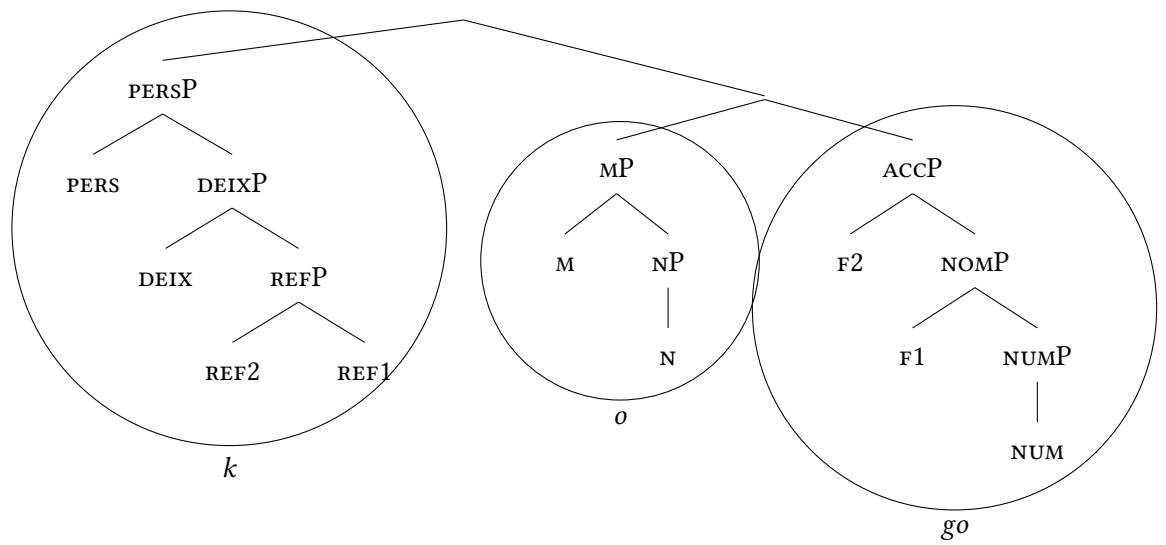 PERSP
PERS DEIXP
MP ACCP
M NP F2 NOMP
DEIX REFP
REF2 REF1
N F1 NUMP
o
k
NUM
go